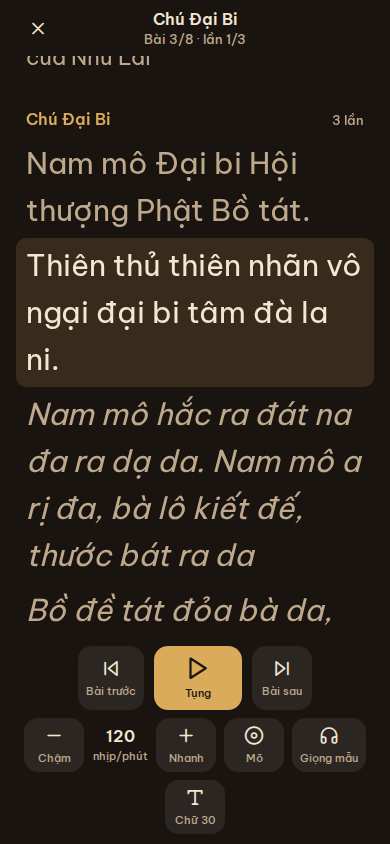 Chú Đại Bi
Bài 3/8 · lần 1/3
của Như Lai
Chú Đại Bi
3 lần
Nam mô Đại bi Hội
thượng Phật Bồ tát.
Thiên thủ thiên nhãn vô
ngại đại bi tâm đà la
ni.
Nam mô hắc ra đát na
đa ra dạ da. Nam mô a
rị đa, bà lô kiết đế,
thước bát ra da
Bồ đề tát đỏa bà da,
Bài trước
Tụng
Bài sau
Chậm
120
nhịp/phút
Nhanh
Mõ
Giọng mẫu
Chữ 30